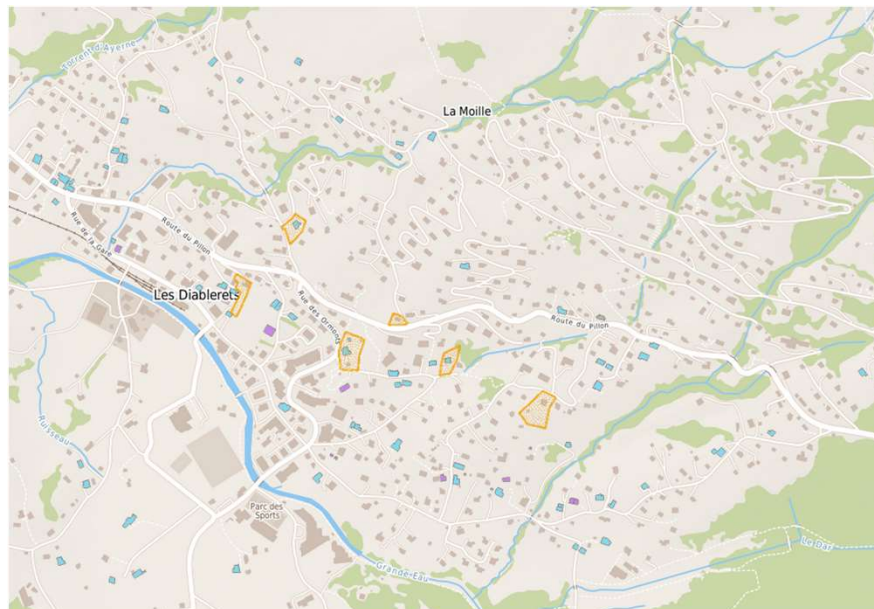 Torrent d'Ayerne
La Moille
Route du Pillon
Rue de la Gare
Les Diablerets
Rue des Ormonts
Route du Pillon
Ruisseau
Parc des
Sports
Grande-Eau
Le Dar